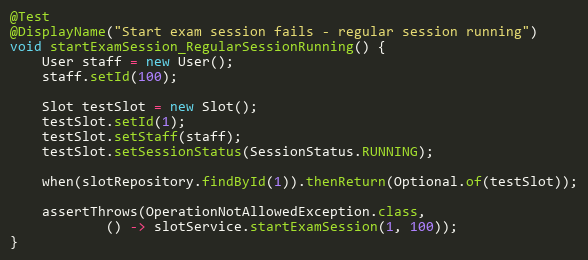 @Test
@DisplayName("Start exam session fails - regular session running")
void startExamSession_RegularSessionRunning() {
    User staff = new User();
    staff.setId(100);

    Slot testSlot = new Slot();
    testSlot.setId(1);
    testSlot.setStaff(staff);
    testSlot.setSessionStatus(SessionStatus.RUNNING);

    when(slotRepository.findById(1)).thenReturn(Optional.of(testSlot));

    assertThrows(OperationNotAllowedException.class,
            () -> slotService.startExamSession(1, 100));
}